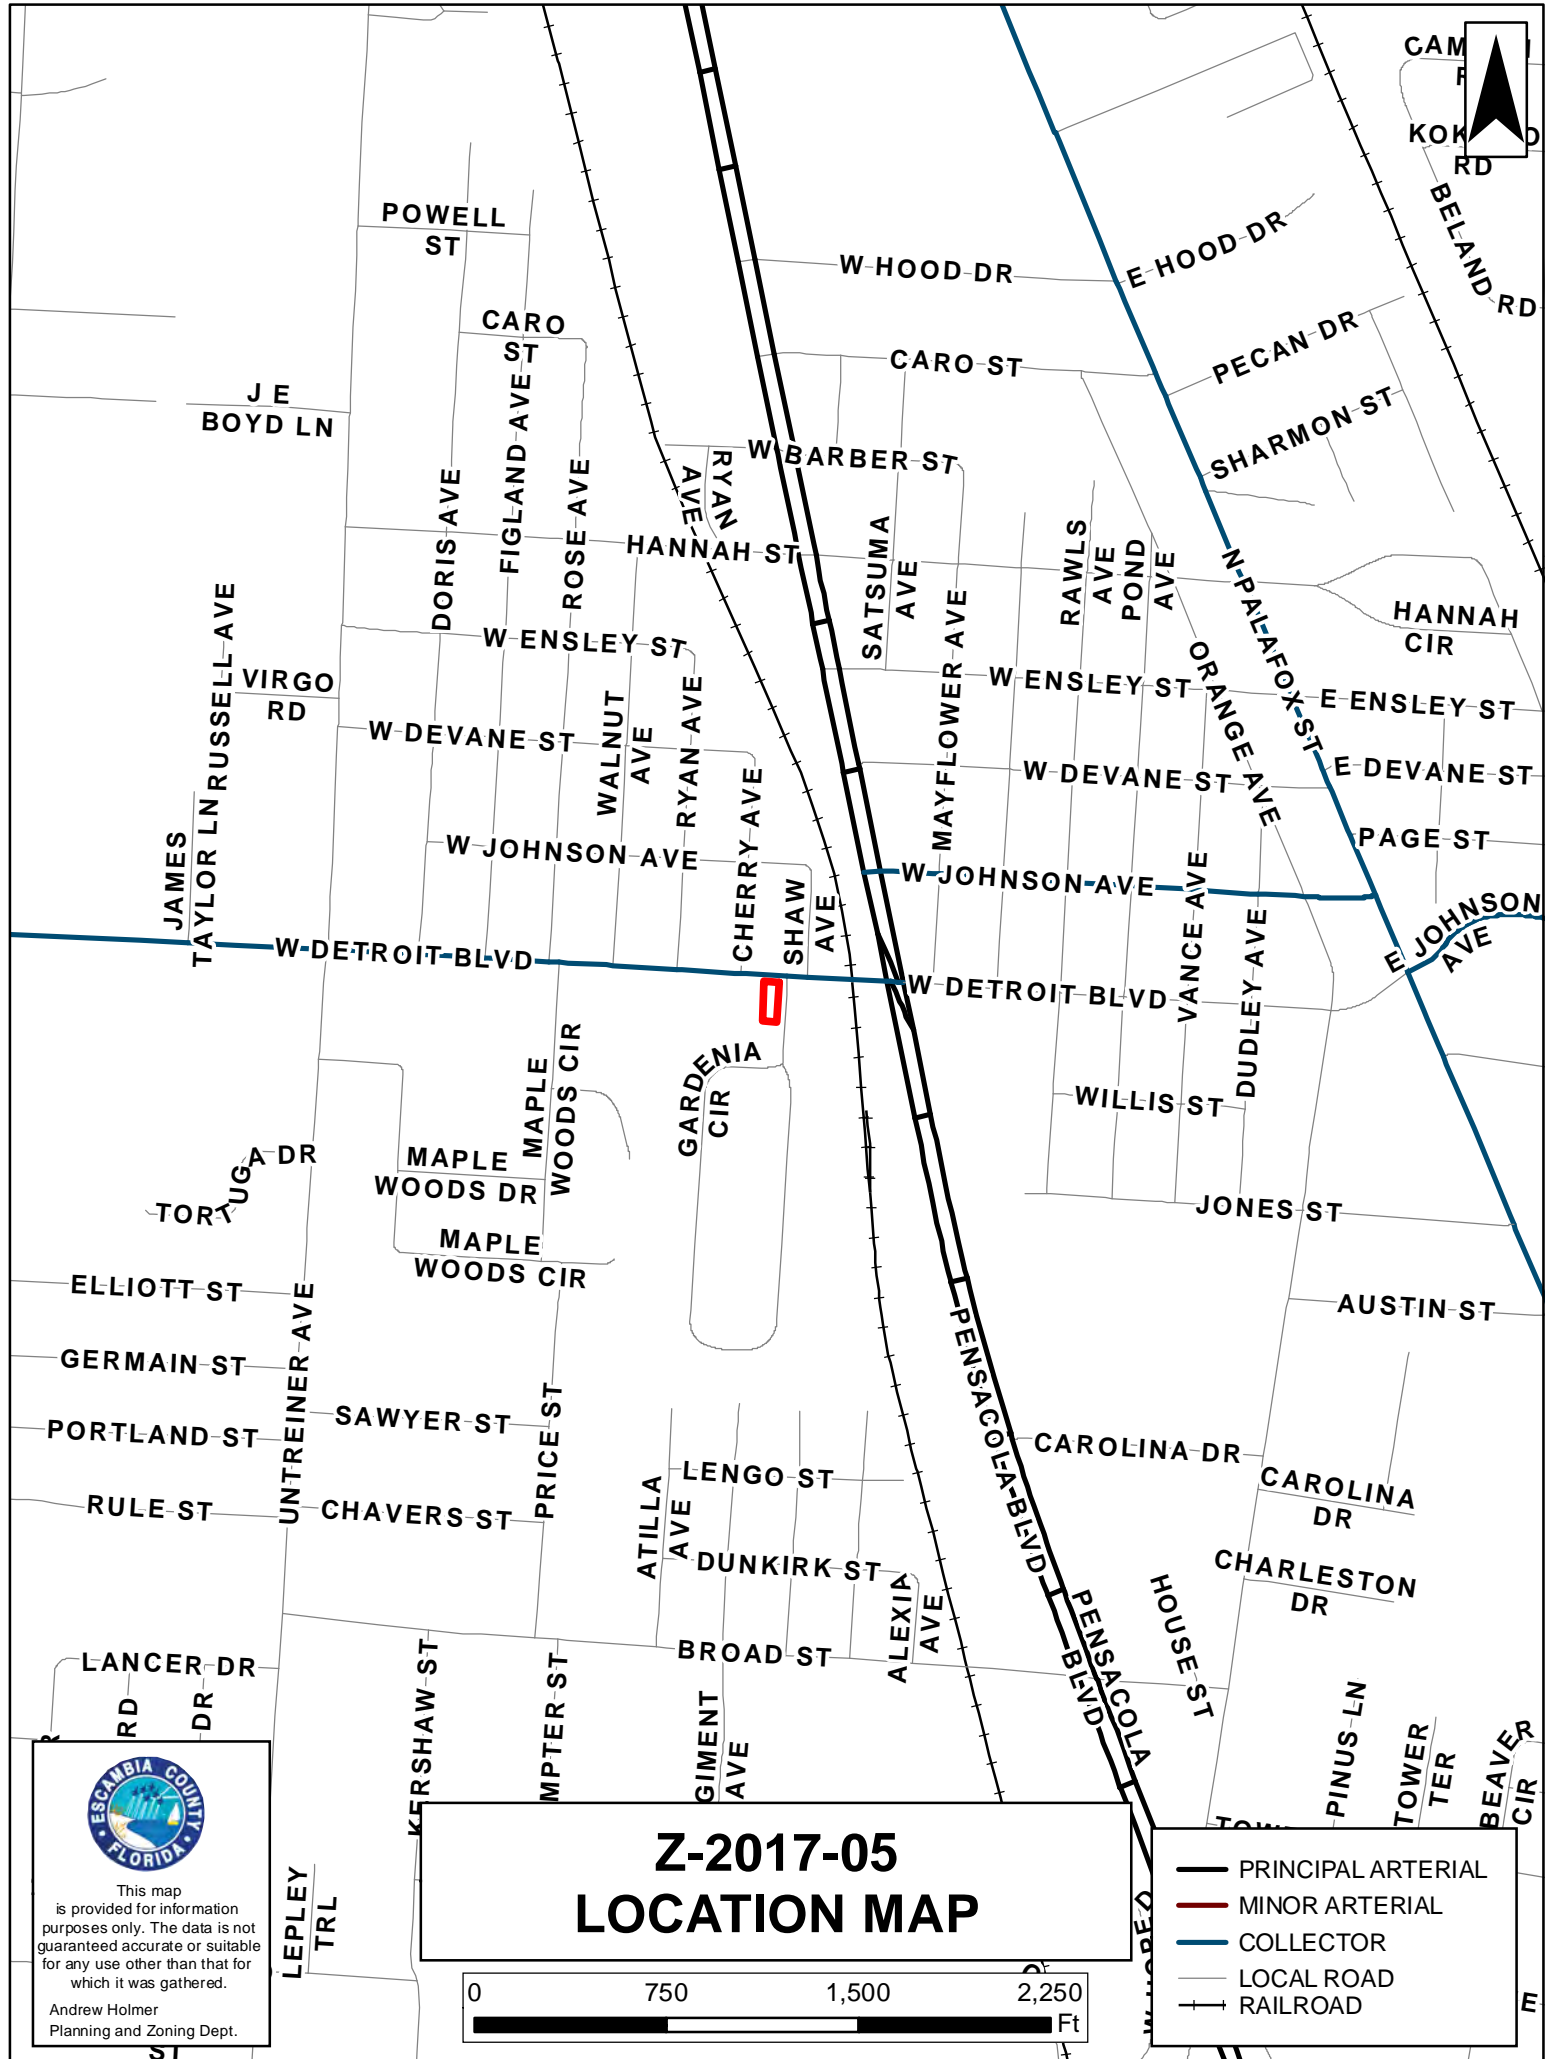 CAM
KOK
RD
BELAND
RD
POWELL
ST
W HOOD DR
E HOOD DR
CARO
ST
CARO ST
PECAN DR
J E
BOYD LN
SHARMON ST
W BARBER ST
RYAN
AVE
DORIS AVE
FIGLAND AVE
ROSE AVE
HANNAH ST
SATSUMA
AVE
RAWLS
AVE
POND
AVE
N PALAFOX ST
HANNAH
CIR
RUSSELL AVE
W ENSLEY ST
MAYFLOWER AVE
W ENSLEY ST
ORANGE AVE
E ENSLEY ST
VIRGO
RD
W DEVANE ST
WALNUT
AVE
RYAN AVE
CHERRY AVE
W DEVANE ST
E DEVANE ST
PAGE ST
JAMES
TAYLOR LN
W JOHNSON AVE
SHAW
AVE
W JOHNSON AVE
VANCE AVE
DUDLEY AVE
E JOHNSON
AVE
W DETROIT BLVD
W DETROIT BLVD
MAPLE
WOODS CIR
GARDENIA
CIR
WILLIS ST
TORTUGA DR
MAPLE
WOODS DR
JONES ST
MAPLE
WOODS CIR
ELLIOTT ST
UNTREINER AVE
AUSTIN ST
GERMAIN ST
PENSACOLA BLVD
PORTLAND ST
SAWYER ST
PRICE ST
CAROLINA DR
LENGO ST
CAROLINA
DR
RULE ST
CHAVERS ST
ATILLA
AVE
DUNKIRK ST
ALEXIA
AVE
CHARLESTON
DR
HOUSE ST
BROAD ST
PENSACOLA
BLVD
LANCER DR
RD
DR
KERSHAW ST
MPTER ST
GIMENT
AVE
PINUS LN
TOWER
TER
BEAVER
CIR
LEPLEY
TRL
ESCAMBIA COUNTY
FLORIDA
This map
is provided for information
purposes only. The data is not
guaranteed accurate or suitable
for any use other than that for
which it was gathered.
Andrew Holmer
Planning and Zoning Dept.
Z-2017-05
LOCATION MAP
0 750 1,500 2,250
Ft
PRINCIPAL ARTERIAL
MINOR ARTERIAL
COLLECTOR
LOCAL ROAD
RAILROAD